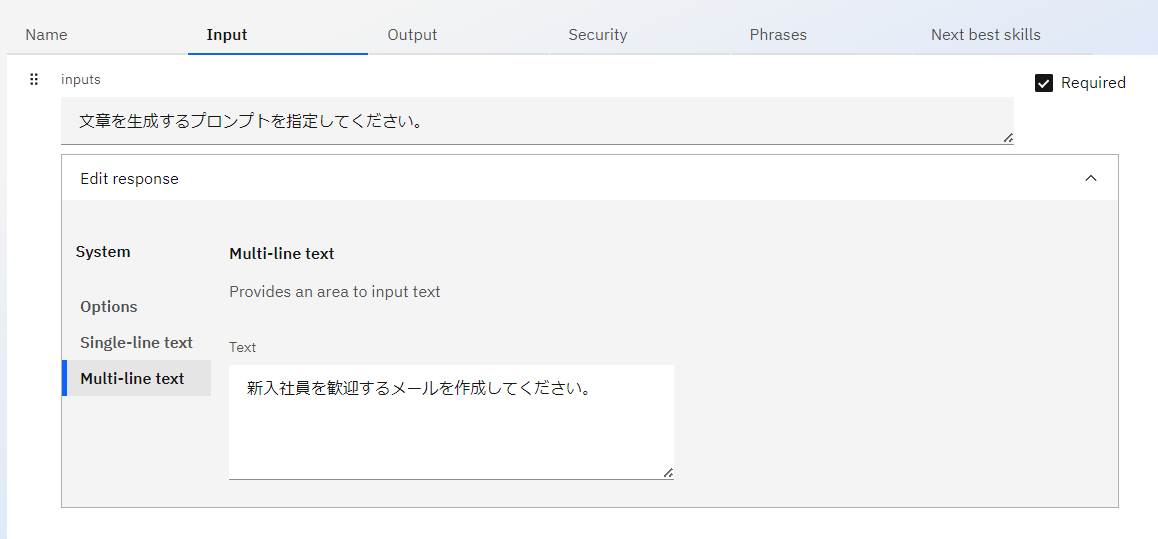 Name Input Output Security Phrases Next best skills
inputs
Required
文章を生成するプロンプトを指定してください。
Edit response
System
Multi-line text
Provides an area to input text
Options
Single-line text
Multi-line text
Text
新入社員を歓迎するメールを作成してください。